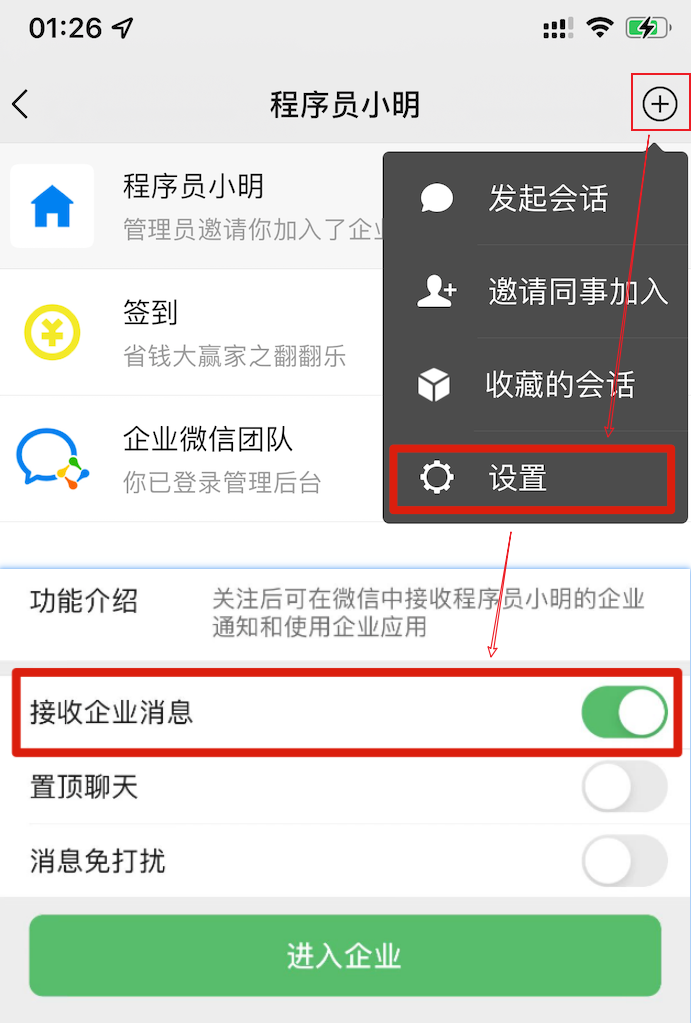 01:26
程序员小明
程序员小明
管理员邀请你加入了企业
签到
省钱大赢家之翻翻乐
企业微信团队
你已登录管理后台
发起会话
邀请同事加入
收藏的会话
设置
功能介绍
关注后可在微信中接收程序员小明的企业
通知和使用企业应用
接收企业消息
置顶聊天
消息免打扰
进入企业